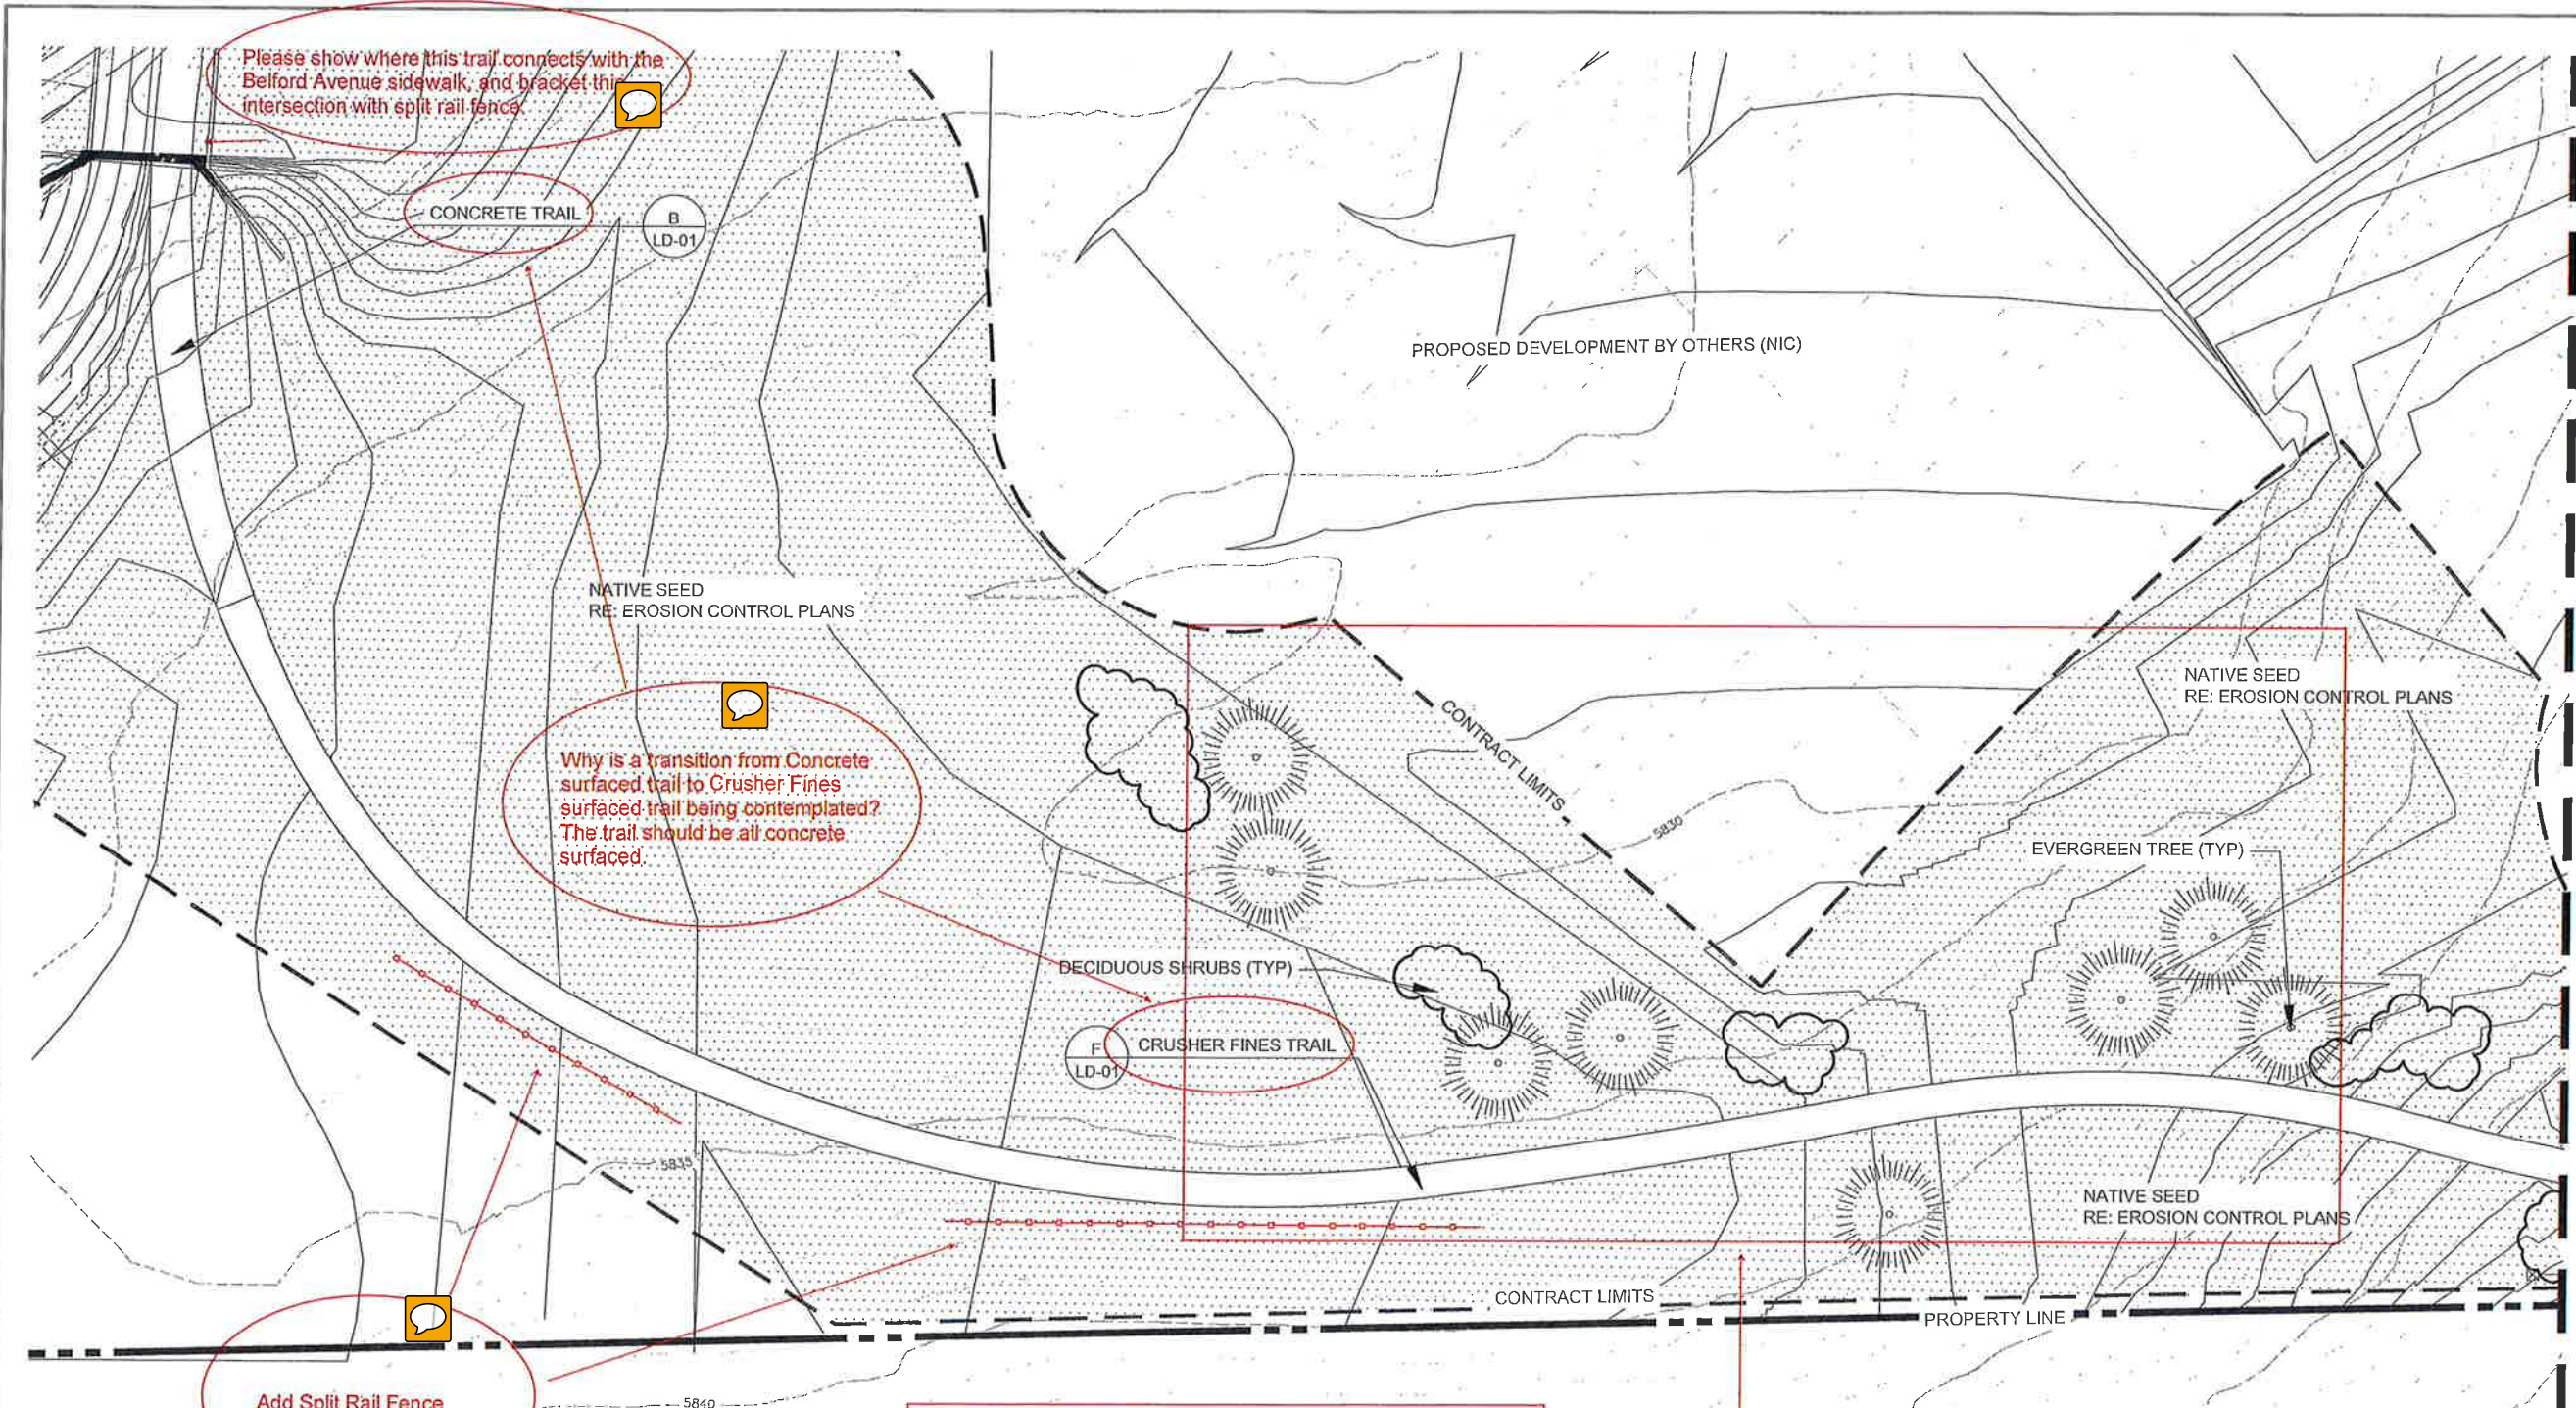 Please show where this trail connects with the
Belford Avenue sidewalk, and bracket this
intersection with split rail fence.
CONCRETE TRAIL
B
LD-01
PROPOSED DEVELOPMENT BY OTHERS (NIC)
NATIVE SEED
RE: EROSION CONTROL PLANS
NATIVE SEED
RE: EROSION CONTROL PLANS
CONTRACT LIMITS
Why is a transition from Concrete
surfaced trail to Crusher Fines
surfaced trail being contemplated?
The trail should be all concrete
surfaced.
5830
EVERGREEN TREE (TYP)
DECIDUOUS SHRUBS (TYP)
F
LD-01
CRUSHER FINES TRAIL
5835
NATIVE SEED
RE: EROSION CONTROL PLANS
CONTRACT LIMITS
PROPERTY LINE
Add Split Rail Fence
5840